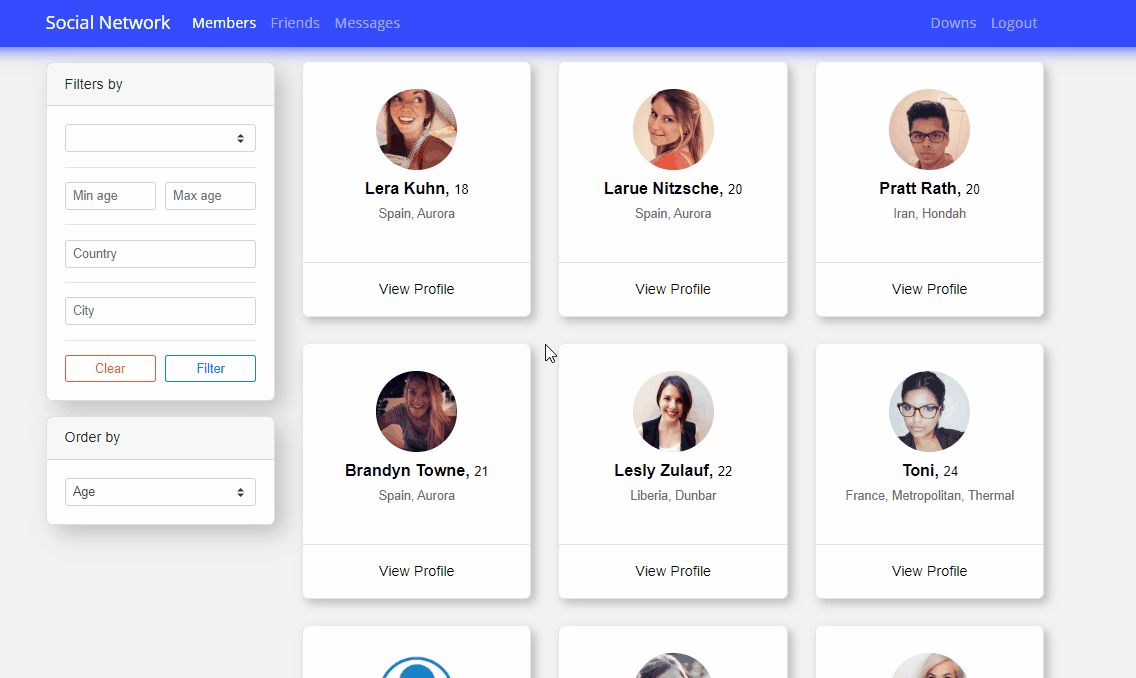 Social Network Members Friends Messages Downs Logout
Filters by
Min age Max age
Country
City
Clear Filter
Order by
Age
Lera Kuhn, 18
Spain, Aurora
View Profile
Larue Nitzsche, 20
Spain, Aurora
View Profile
Pratt Rath, 20
Iran, Hondah
View Profile
Brandyn Towne, 21
Spain, Aurora
View Profile
Lesly Zulauf, 22
Liberia, Dunbar
View Profile
Toni, 24
France, Metropolitan, Thermal
View Profile